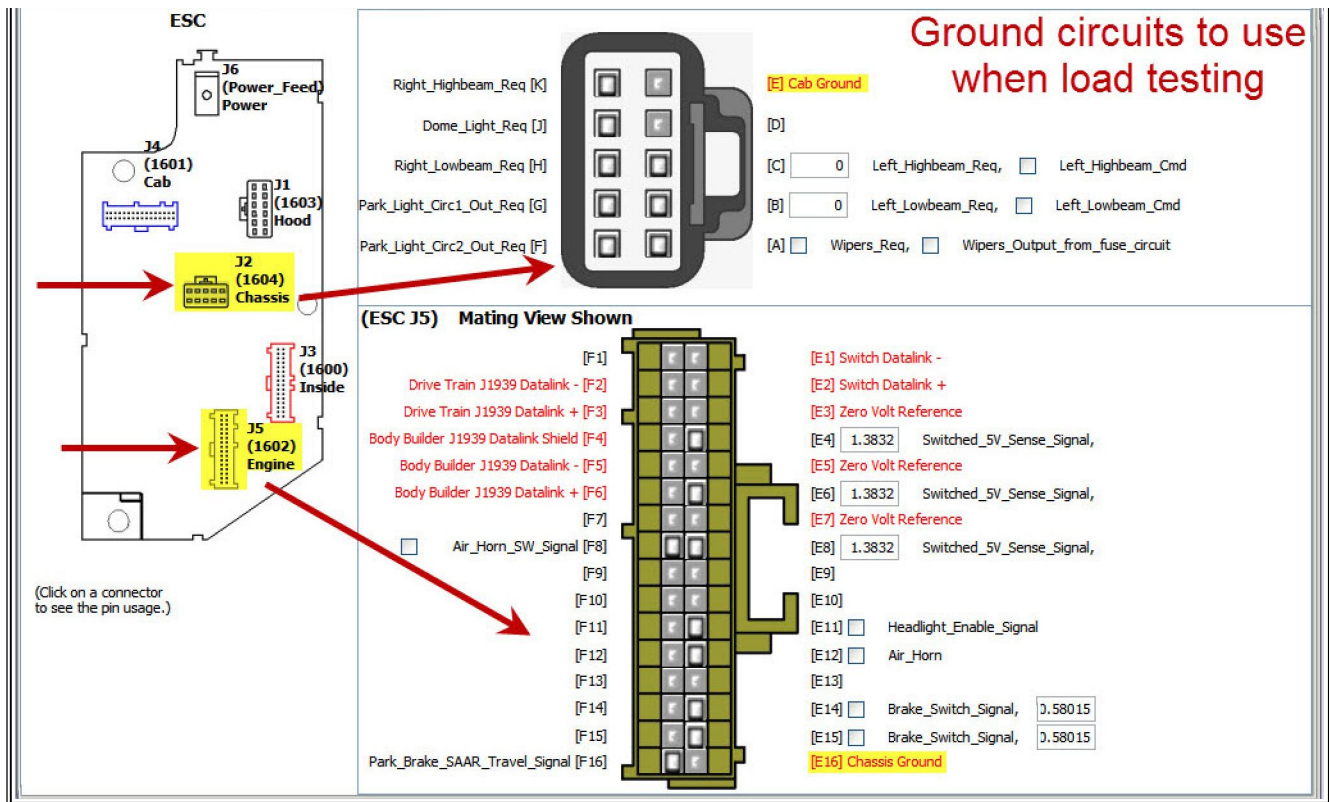 ESC
Ground circuits to use
when load testing
J6
(Power_Feed)
Power
J4
(1601)
Cab
J1
(1603)
Hood
J2
(1604)
Chassis
J3
(1600)
Inside
J5
(1602)
Engine
(Click on a connector
to see the pin usage.)
Right_Highbeam_Req [K] [E] Cab Ground
Dome_Light_Req [J] [D]
Right_Lowbeam_Req [H] [C] 0 Left_Highbeam_Req, Left_Highbeam_Cmd
Park_Light_Circ1_Out_Req [G] [B] 0 Left_Lowbeam_Req, Left_Lowbeam_Cmd
Park_Light_Circ2_Out_Req [F] [A] Wipers_Req, Wipers_Output_from_fuse_circuit
(ESC J5) Mating View Shown
[F1] [E1] Switch Datalink -
Drive Train J1939 Datalink - [F2] [E2] Switch Datalink +
Drive Train J1939 Datalink + [F3] [E3] Zero Volt Reference
Body Builder J1939 Datalink Shield [F4] [E4] 1.3832 Switched_5V_Sense_Signal,
Body Builder J1939 Datalink - [F5] [E5] Zero Volt Reference
Body Builder J1939 Datalink + [F6] [E6] 1.3832 Switched_5V_Sense_Signal,
[F7] [E7] Zero Volt Reference
Air_Horn_SW_Signal [F8] [E8] 1.3832 Switched_5V_Sense_Signal,
[F9] [E9]
[F10] [E10]
[F11] [E11] Headlight_Enable_Signal
[F12] [E12] Air_Horn
[F13] [E13]
[F14] [E14] Brake_Switch_Signal, 0.58015
[F15] [E15] Brake_Switch_Signal, 0.58015
Park_Brake_SAAR_Travel_Signal [F16] [E16] Chassis Ground